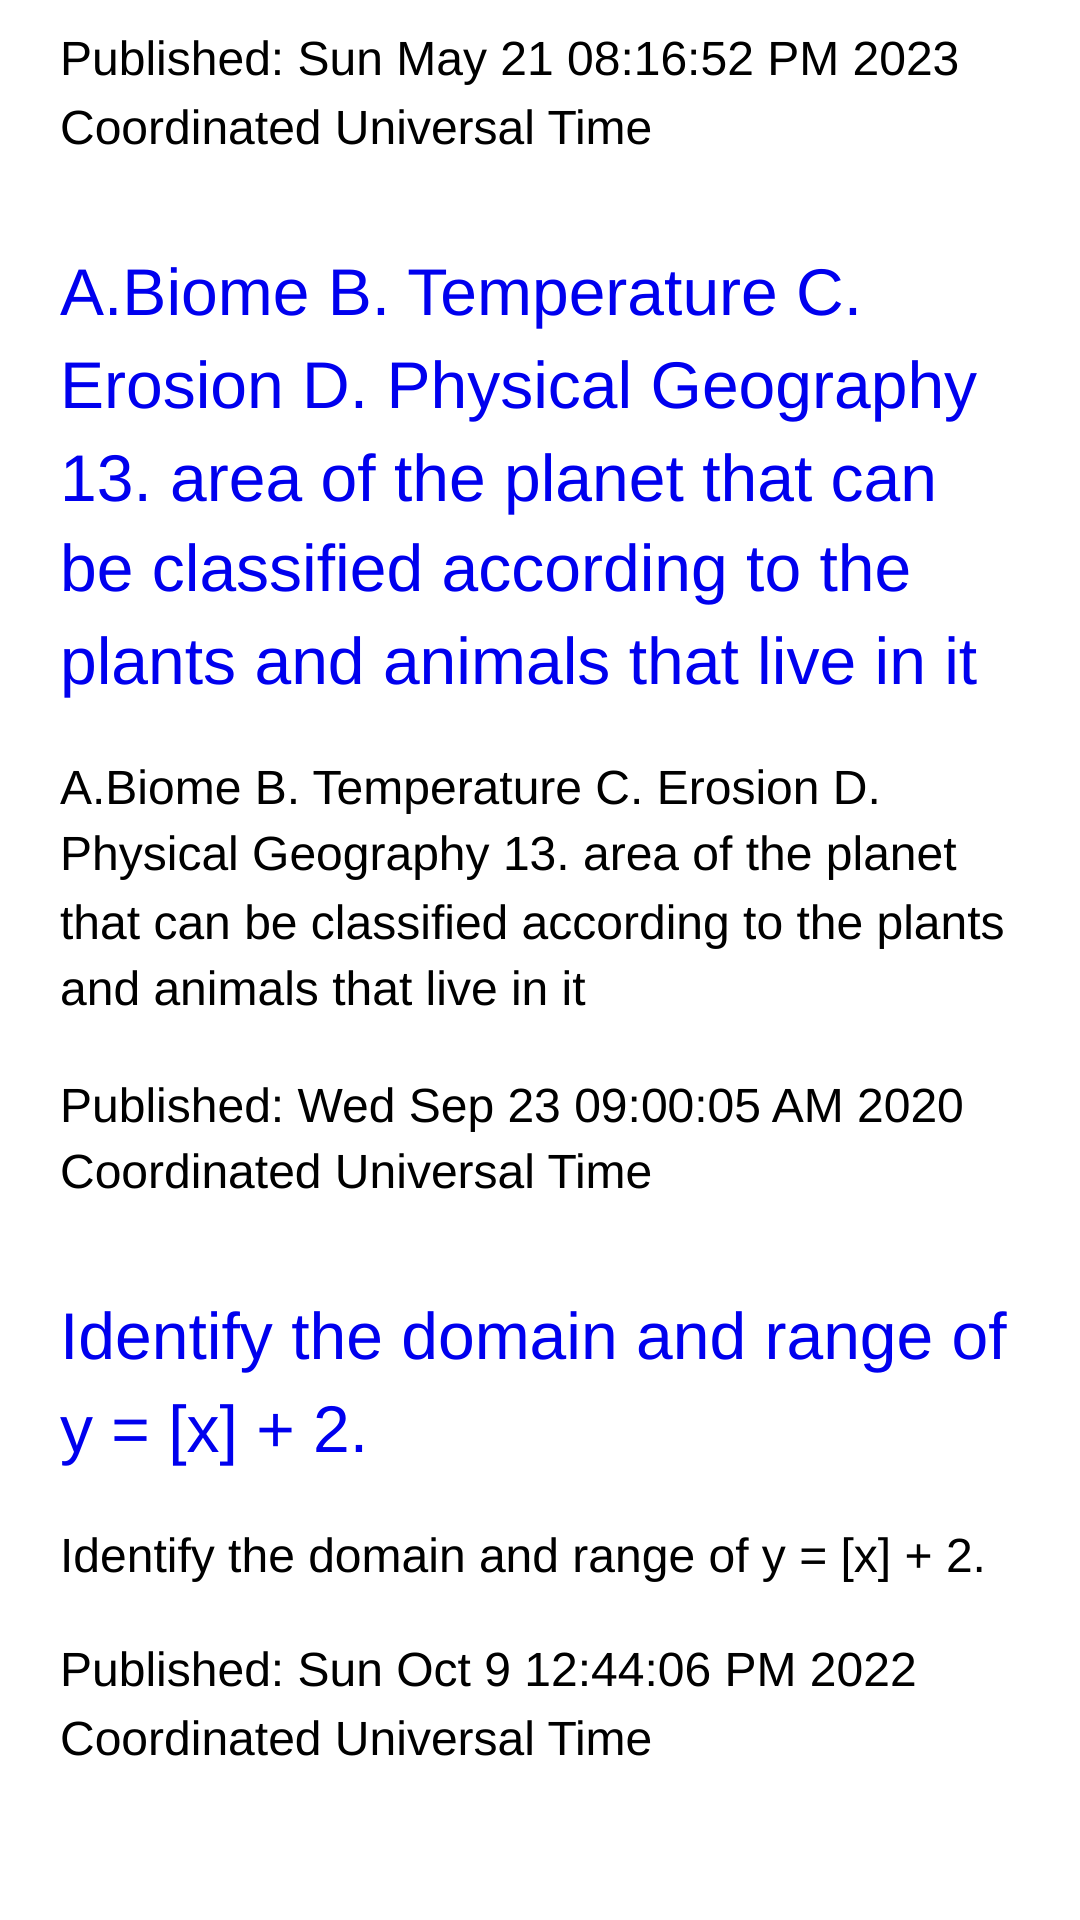 Published: Sun May 21 08:16:52 PM 2023
Coordinated Universal Time
A.Biome B. Temperature C.
Erosion D. Physical Geography
13. area of the planet that can
be classified according to the
plants and animals that live in it
A.Biome B. Temperature C. Erosion D.
Physical Geography 13. area of the planet
that can be classified according to the plants
and animals that live in it
Published: Wed Sep 23 09:00:05 AM 2020
Coordinated Universal Time
Identify the domain and range of
y = [x] + 2.
Identify the domain and range of y = [x] + 2.
Published: Sun Oct 9 12:44:06 PM 2022
Coordinated Universal Time